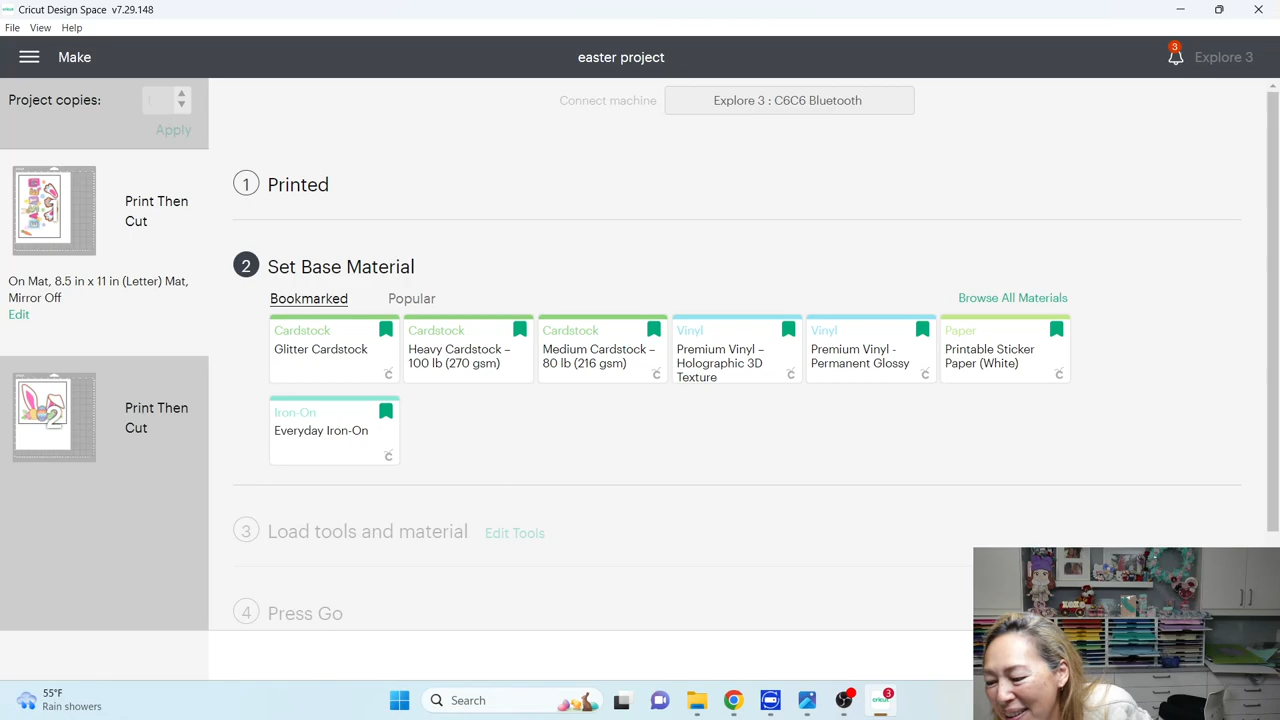 Cricut Design Space v7.29.148
File View Help
Make
easter project
3
Explore 3
Project copies:
Apply
Connect machine
Explore 3 : C6C6 Bluetooth
Print Then
Cut
On Mat, 8.5 in x 11 in (Letter) Mat,
Mirror Off
Edit
Print Then
Cut
1 Printed
2 Set Base Material
Bookmarked Popular Browse All Materials
Cardstock
Glitter Cardstock
Cardstock
Heavy Cardstock –
100 lb (270 gsm)
Cardstock
Medium Cardstock –
80 lb (216 gsm)
Vinyl
Premium Vinyl –
Holographic 3D
Texture
Vinyl
Premium Vinyl -
Permanent Glossy
Paper
Printable Sticker
Paper (White)
Iron-On
Everyday Iron-On
3 Load tools and material Edit Tools
4 Press Go
55°F
Rain showers
Search
cricut
3